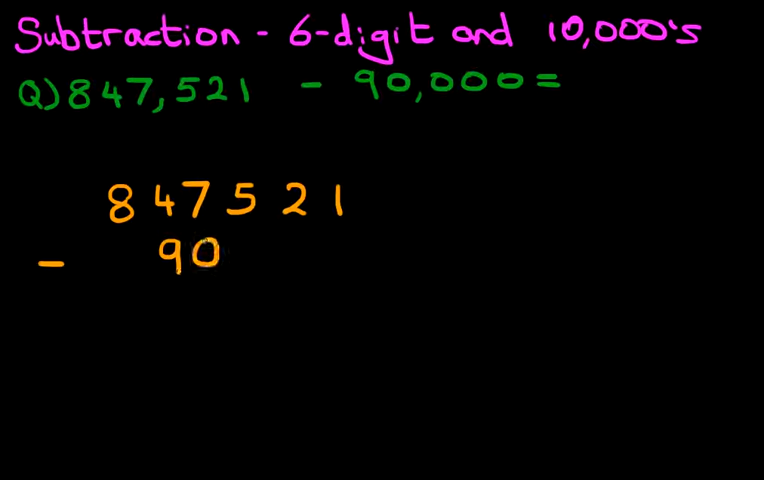 Subtraction - 6-digit and 10,000's
Q) 847,521 - 90,000 =
847521
- 90